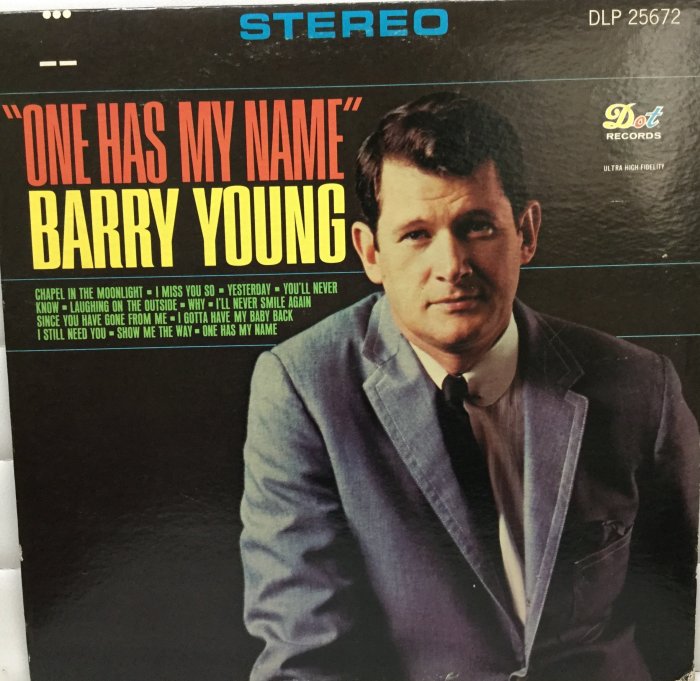 STEREO
DLP 25672
"ONE HAS MY NAME"
BARRY YOUNG
Dot
RECORDS
ULTRA HIGH-FIDELITY
CHAPEL IN THE MOONLIGHT ▪ I MISS YOU SO ▪ YESTERDAY ▪ YOU'LL NEVER
KNOW ▪ LAUGHING ON THE OUTSIDE ▪ WHY ▪ I'LL NEVER SMILE AGAIN
SINCE YOU HAVE GONE FROM ME ▪ I GOTTA HAVE MY BABY BACK
I STILL NEED YOU ▪ SHOW ME THE WAY ▪ ONE HAS MY NAME